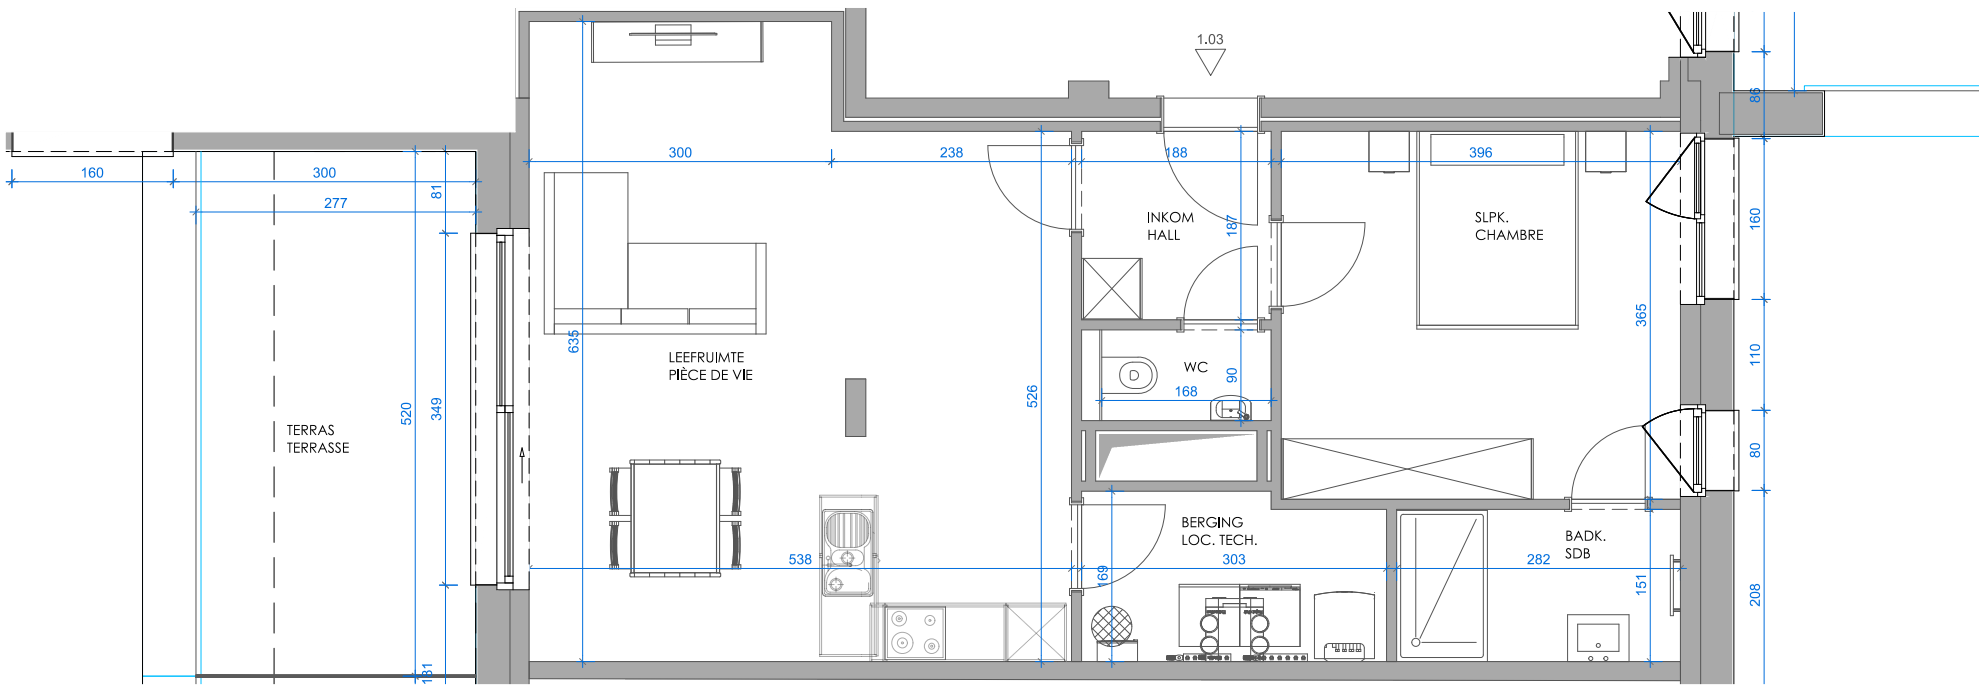 1.03
86
160
300
277
81
300
238
188
396
INKOM
HALL
187
SLPK.
CHAMBRE
160
635
LEEFRUIMTE
PIÈCE DE VIE
WC
90
168
365
110
526
520
349
TERRAS
TERRASSE
80
BERGING
LOC. TECH.
BADK.
SDB
538
303
282
169
151
208
131